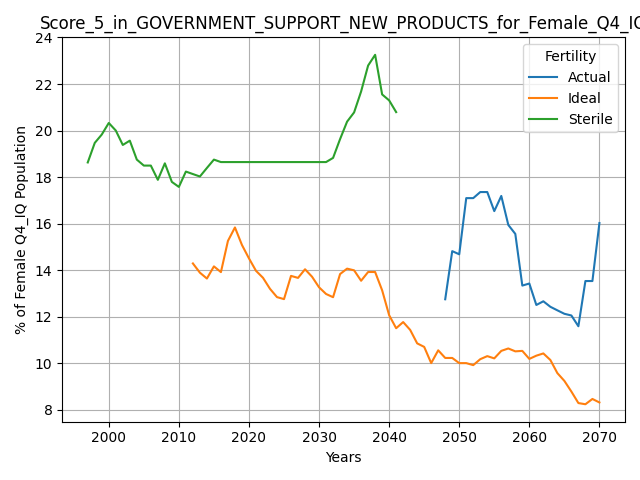 Score_5_in_GOVERNMENT_SUPPORT_NEW_PRODUCTS_for_Female_Q4_IQ
24
22
20
18
16
14
12
10
8
% of Female Q4_IQ Population
Fertility
Actual
Ideal
Sterile
2000 2010 2020 2030 2040 2050 2060 2070
Years